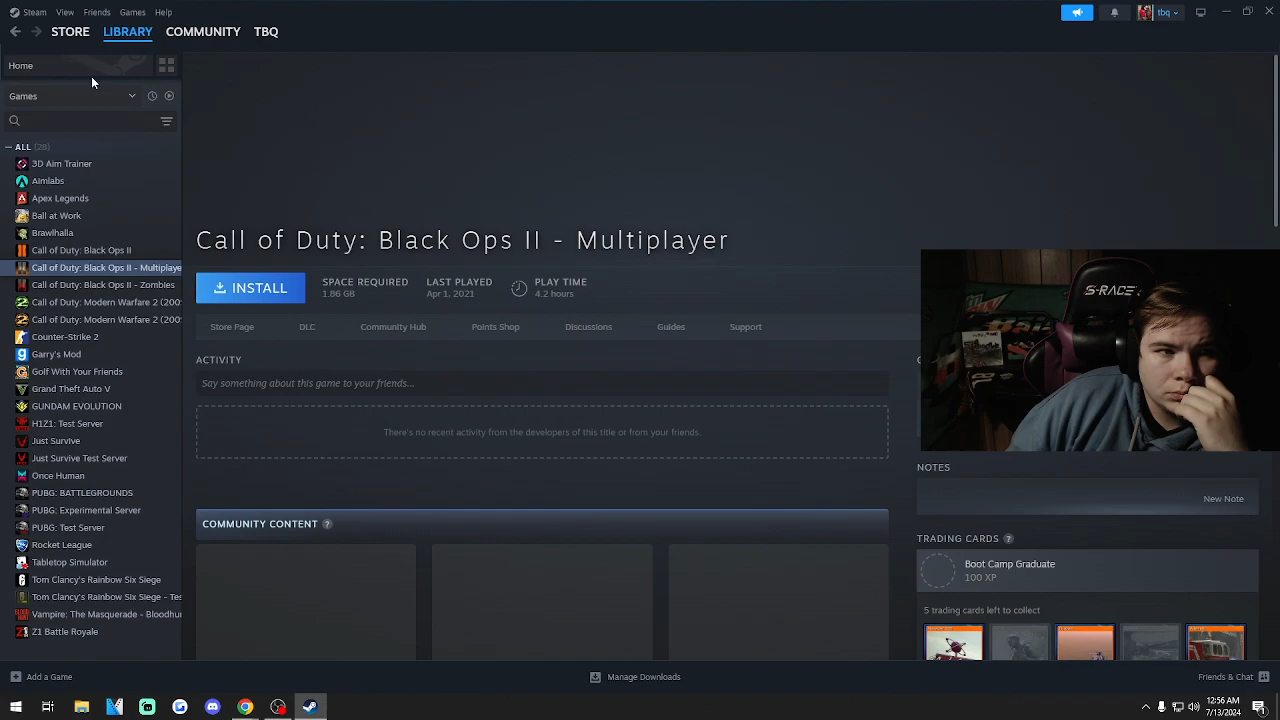 Steam View Friends Games Help
tbq
STORE LIBRARY COMMUNITY TBQ
Home
Games
ALL (28)
3D Aim Trainer
Aimlabs
Apex Legends
Ball at Work
Brawlhalla
Call of Duty: Black Ops II
Call of Duty: Black Ops II - Multiplaye
Call of Duty: Black Ops II - Zombies
Call of Duty: Modern Warfare 2 (200
Call of Duty: Modern Warfare 2 (200
Counter-Strike 2
Garry's Mod
Golf With Your Friends
Grand Theft Auto V
GUNDAM EVOLUTION
H1Z1: Test Server
Just Survive
Just Survive Test Server
Once Human
PUBG: BATTLEGROUNDS
PUBG: Experimental Server
PUBG: Test Server
Rocket League
Tabletop Simulator
Tom Clancy's Rainbow Six Siege
Tom Clancy's Rainbow Six Siege - Tes
Vampire: The Masquerade - Bloodhu
Z1 Battle Royale
Call of Duty: Black Ops II - Multiplayer
INSTALL
SPACE REQUIRED
1.86 GB
LAST PLAYED
Apr 1, 2021
PLAY TIME
4.2 hours
Store Page DLC Community Hub Points Shop Discussions Guides Support
ACTIVITY
Say something about this game to your friends...
There's no recent activity from the developers of this title or from your friends.
COMMUNITY CONTENT ?
S-RACER
NOTES
New Note
TRADING CARDS ?
Boot Camp Graduate
100 XP
5 trading cards left to collect
Add a Game
Manage Downloads
Friends & Chat
12:56 AM
7/13/2024